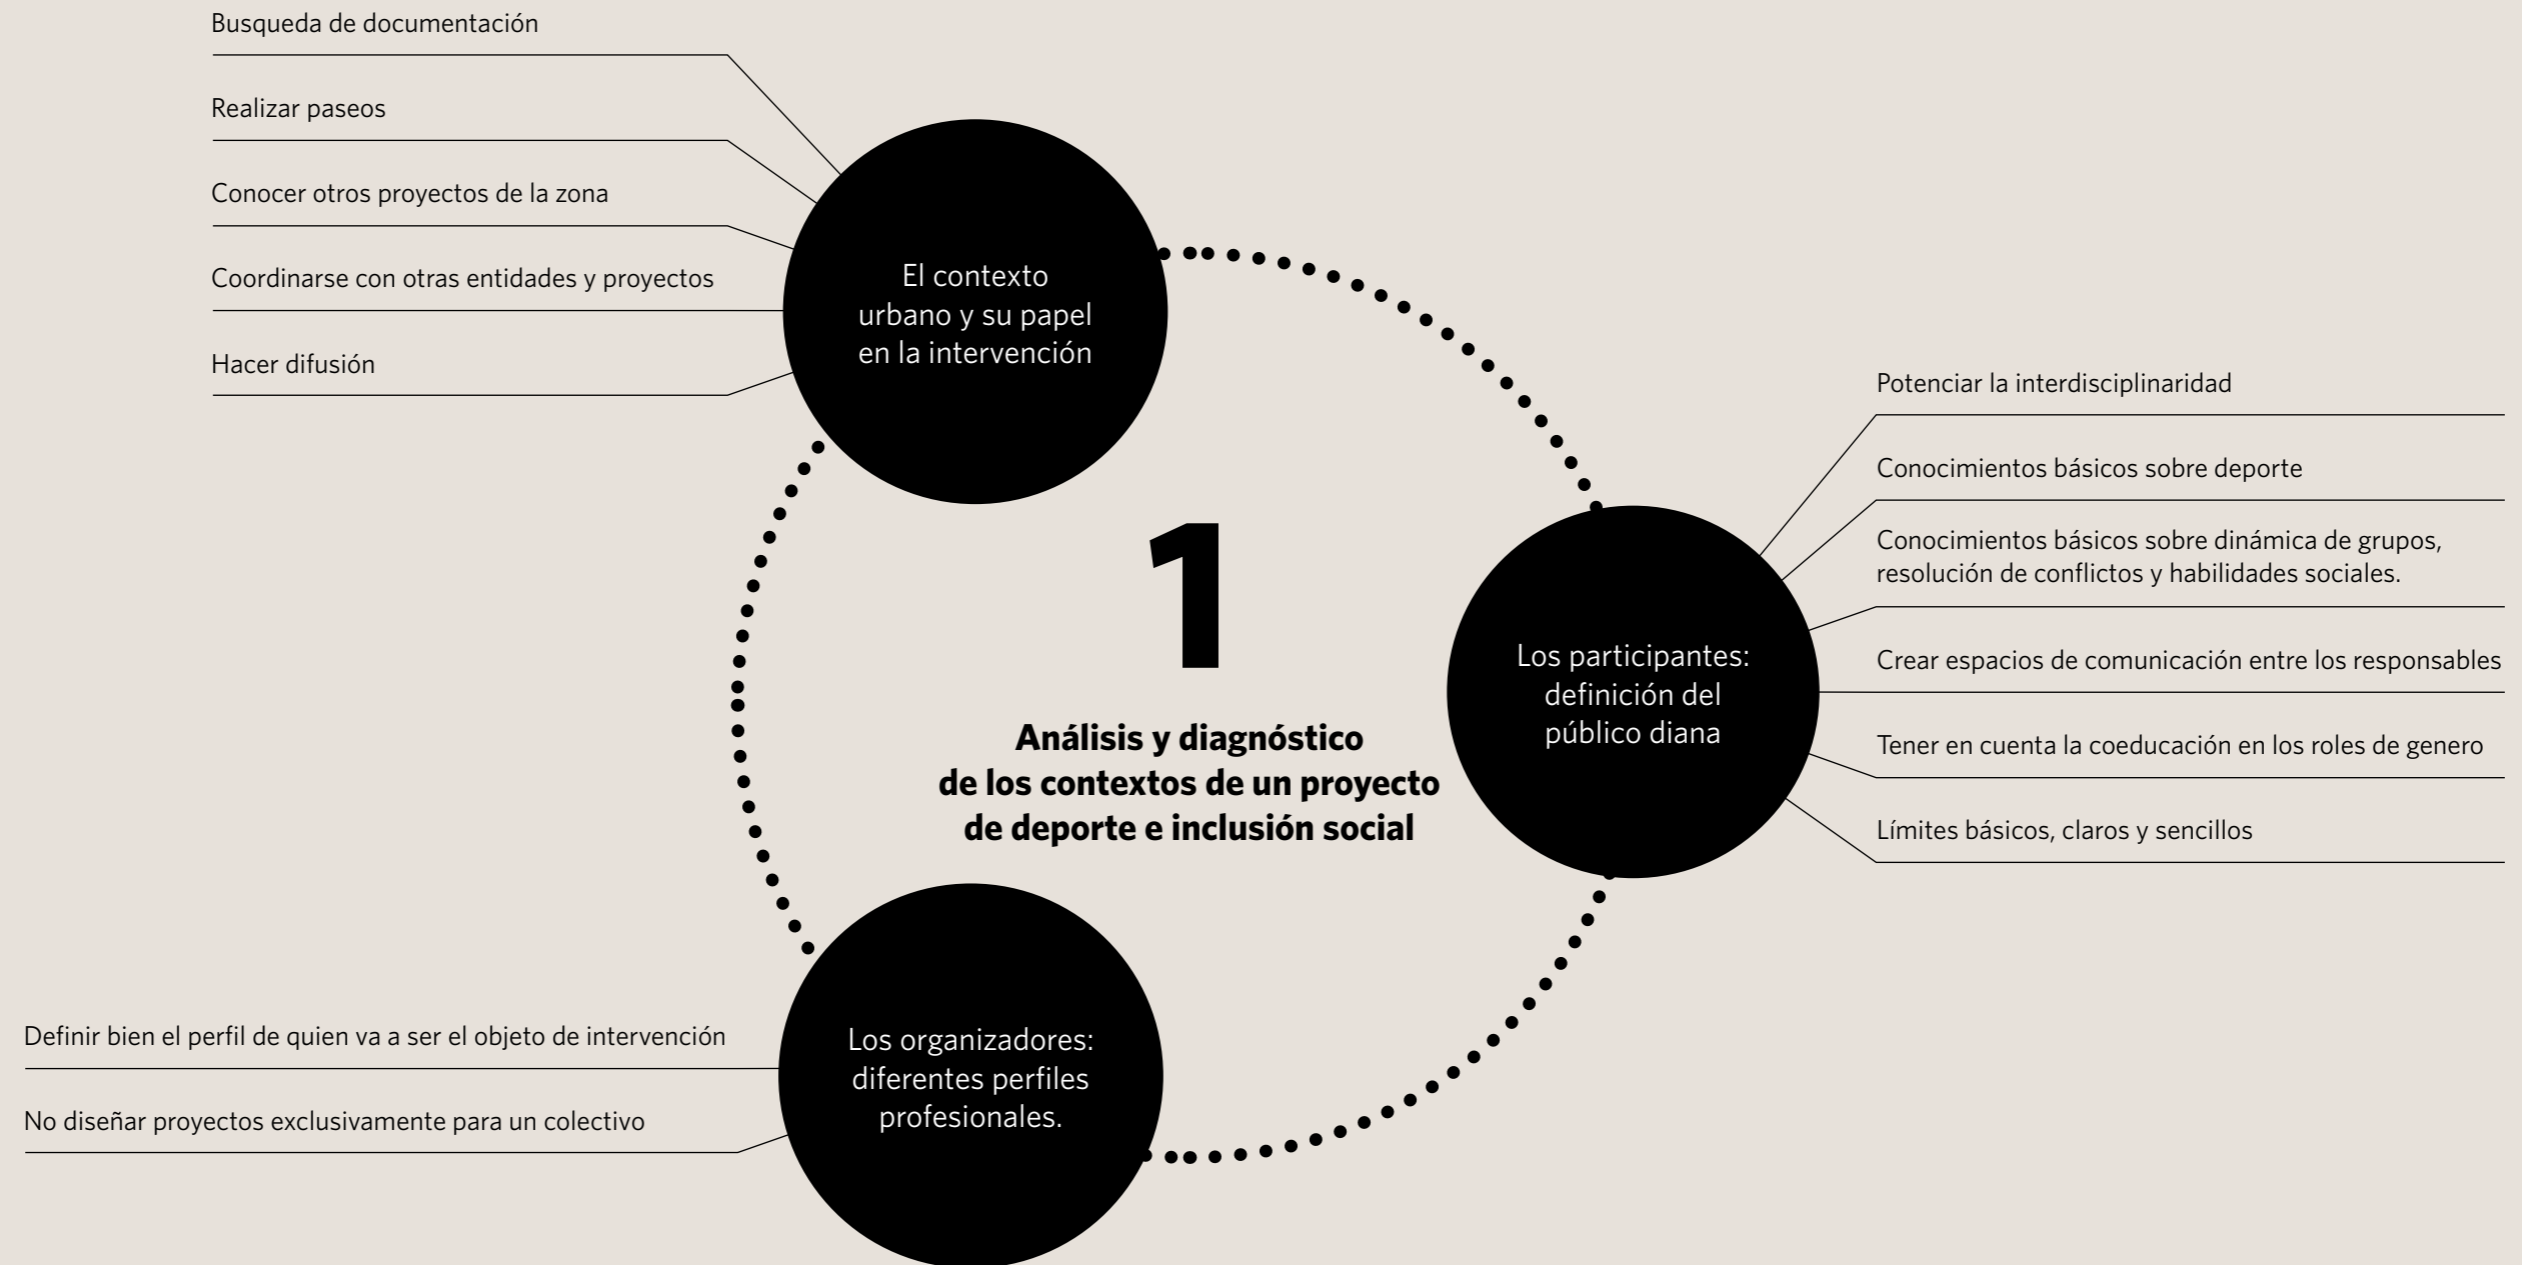 Busqueda de documentación
Realizar paseos
Conocer otros proyectos de la zona
Coordinarse con otras entidades y proyectos
Hacer difusión
El contexto
urbano y su papel
en la intervención
1
Análisis y diagnóstico
de los contextos de un proyecto
de deporte e inclusión social
Los participantes:
definición del
público diana
Potenciar la interdisciplinaridad
Conocimientos básicos sobre deporte
Conocimientos básicos sobre dinámica de grupos,
resolución de conflictos y habilidades sociales.
Crear espacios de comunicación entre los responsables
Tener en cuenta la coeducación en los roles de genero
Límites básicos, claros y sencillos
Definir bien el perfil de quien va a ser el objeto de intervención
No diseñar proyectos exclusivamente para un colectivo
Los organizadores:
diferentes perfiles
profesionales.